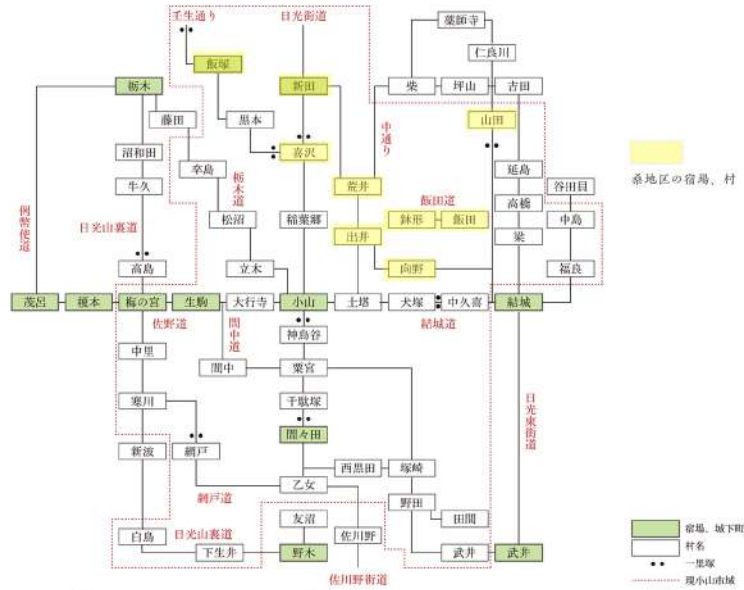 壬生通り
日光街道
薬師寺
仁良川
飯塚
新田
柴
坪山
吉田
栃木
藤田
黒本
中通り
山田
喜沢
沼和田
卒島
荒井
延島
谷田貝
桑地区の宿場、村
牛久
栃木道
飯田道
例幣使道
日光山裏道
松沼
稲葉郷
鉢形
飯田
高橋
中島
出井
梁
高島
立木
向野
福良
茂呂
榎本
梅の宮
生駒
大行寺
小山
土塔
犬塚
中久喜
結城
佐野道
間中道
結城道
神鳥谷
中里
間中
粟宮
日光東街道
寒川
千駄塚
間々田
新波
網戸
西黒田
塚崎
網戸道
乙女
野田
田間
白鳥
日光山裏道
友沼
佐川野
下生井
野木
武井
武井
佐川野街道
宿場、城下町
村名
一里塚
現小山市域